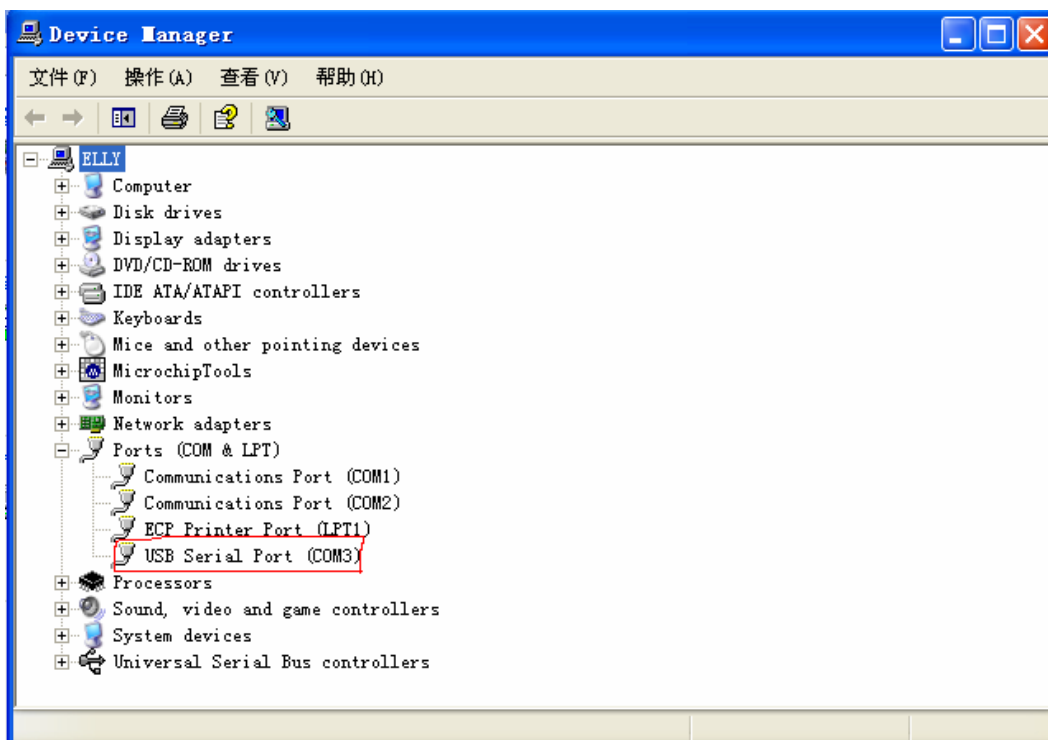 Device Manager
文件(F) 操作(A) 查看(V) 帮助(H)
ELLY
Computer
Disk drives
Display adapters
DVD/CD-ROM drives
IDE ATA/ATAPI controllers
Keyboards
Mice and other pointing devices
MicrochipTools
Monitors
Network adapters
Ports (COM & LPT)
Communications Port (COM1)
Communications Port (COM2)
ECP Printer Port (LPT1)
USB Serial Port (COM3)
Processors
Sound, video and game controllers
System devices
Universal Serial Bus controllers